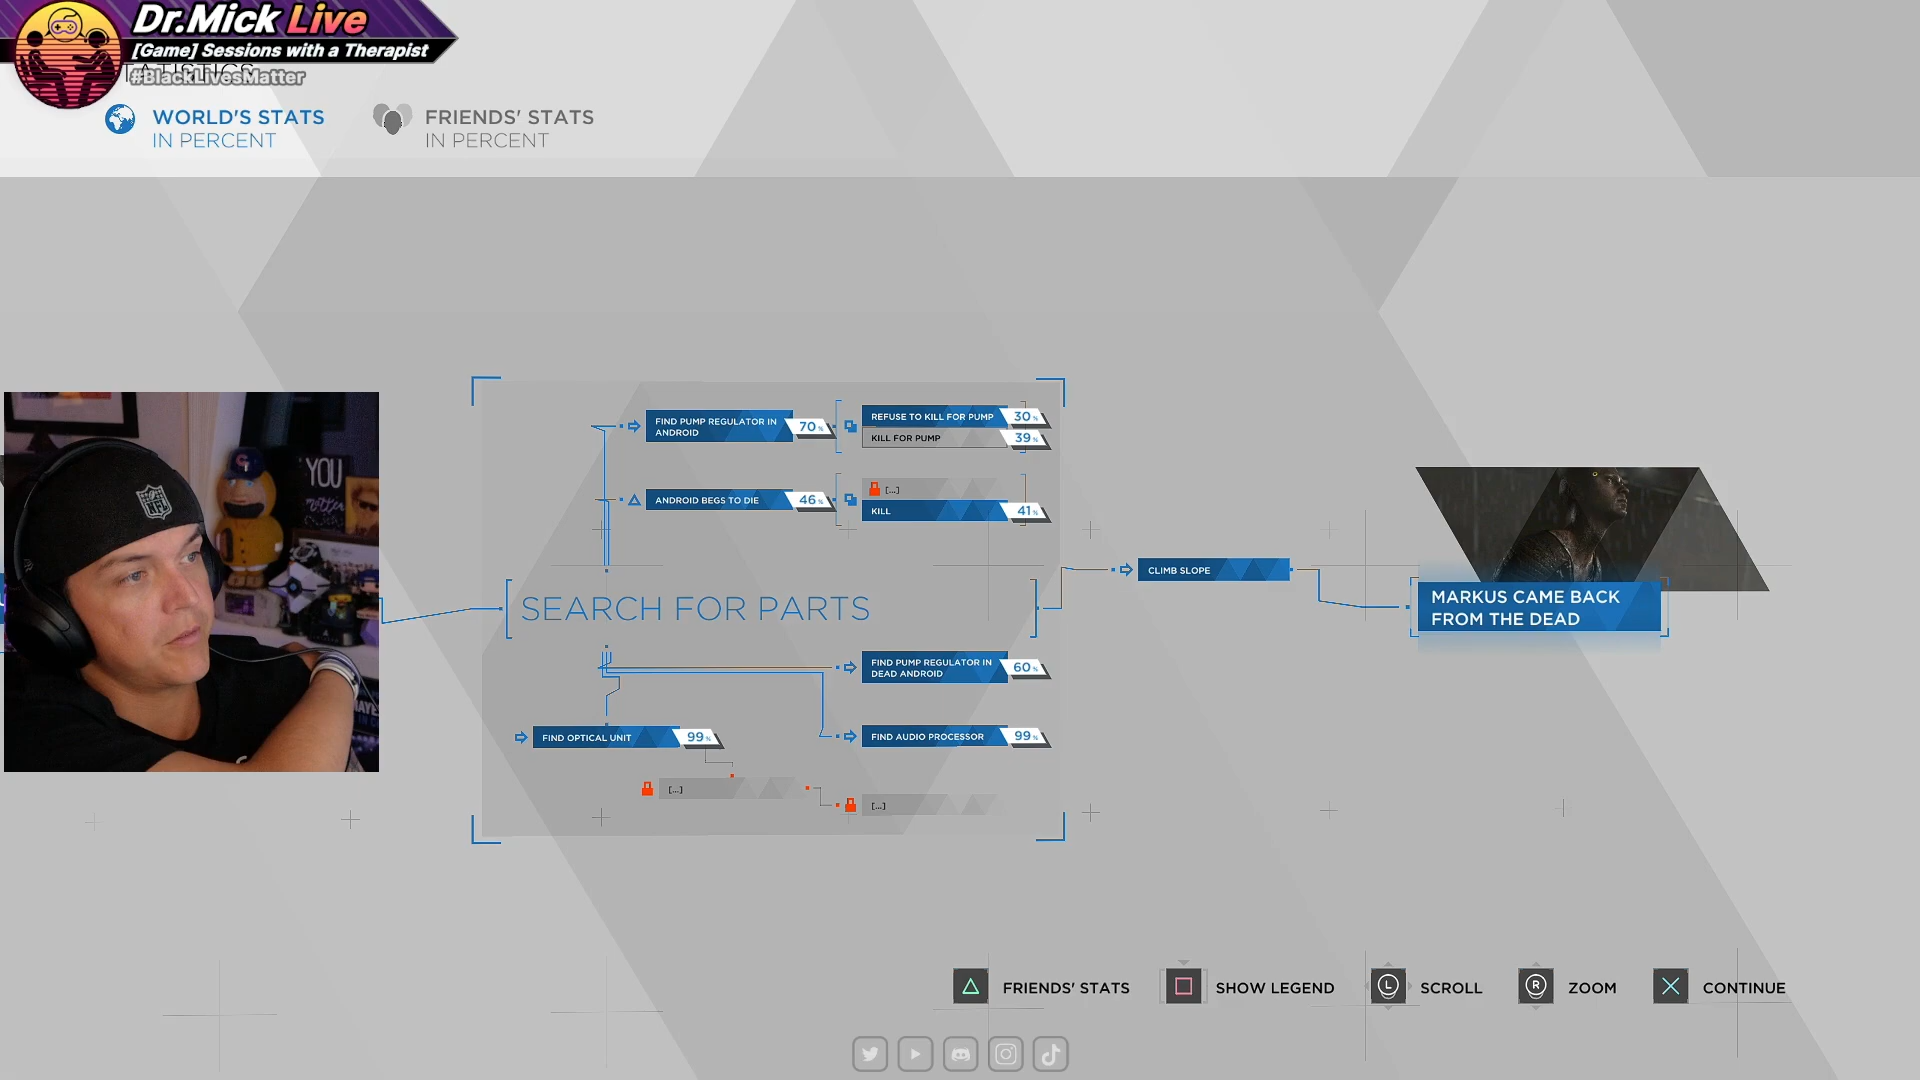 Dr.Mick Live
[Game] Sessions with a Therapist
#BlackLivesMatter
WORLD'S STATS
IN PERCENT
FRIENDS' STATS
IN PERCENT
FIND PUMP REGULATOR IN
ANDROID
70%
REFUSE TO KILL FOR PUMP
30%
KILL FOR PUMP
39%
ANDROID BEGS TO DIE
46%
[...]
KILL
41%
CLIMB SLOPE
MARKUS CAME BACK
FROM THE DEAD
SEARCH FOR PARTS
FIND PUMP REGULATOR IN
DEAD ANDROID
60%
FIND OPTICAL UNIT
99%
FIND AUDIO PROCESSOR
99%
[...]
[...]
YOU
FRIENDS' STATS
SHOW LEGEND
L
SCROLL
R
ZOOM
CONTINUE